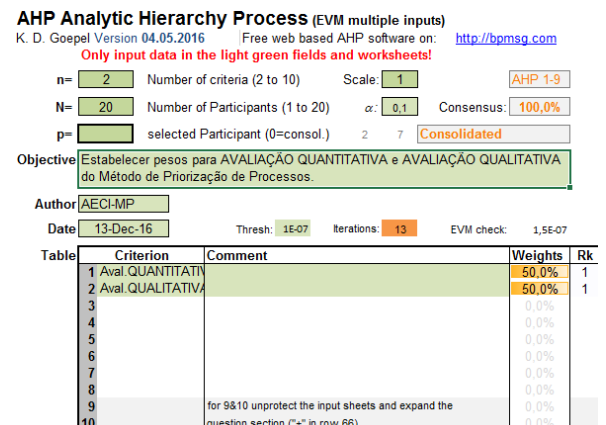 AHP Analytic Hierarchy Process (EVM multiple inputs)
K. D. Goepel Version 04.05.2016 Free web based AHP software on: http://bpmsg.com
Only input data in the light green fields and worksheets!
n= 2 Number of criteria (2 to 10) Scale: 1 AHP 1-9
N= 20 Number of Participants (1 to 20) α: 0,1 Consensus: 100,0%
p= selected Participant (0=consol.) 2 7 Consolidated
Objective Estabelecer pesos para AVALIAÇÃO QUANTITATIVA e AVALIAÇÃO QUALITATIVA
do Método de Priorização de Processos.
Author AECI-MP
Date 13-Dec-16 Thresh: 1E-07 Iterations: 13 EVM check: 1,5E-07
Table Criterion Comment Weights Rk
1 Aval.QUANTITATIV 50,0% 1
2 Aval.QUALITATIVA 50,0% 1
3 0,0%
4 0,0%
5 0,0%
6 0,0%
7 0,0%
8 0,0%
9 for 9&10 unprotect the input sheets and expand the 0,0%
10 question section ("+" in row 66) 0,0%